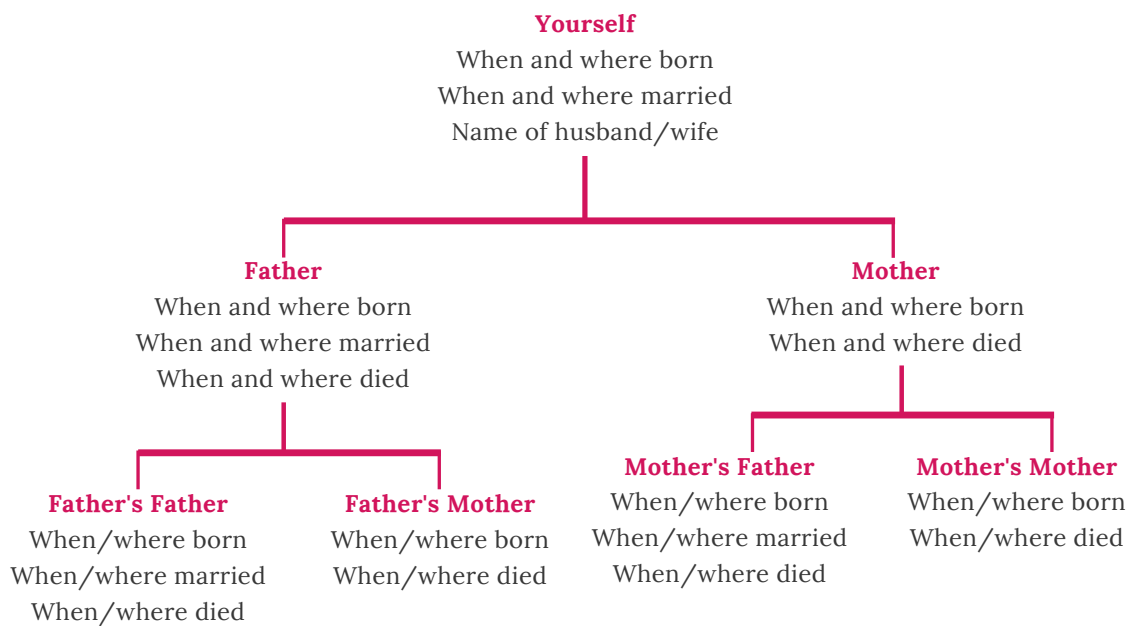 Yourself
When and where born
When and where married
Name of husband/wife
Father
When and where born
When and where married
When and where died
Mother
When and where born
When and where died
Father's Father
When/where born
When/where married
When/where died
Father's Mother
When/where born
When/where died
Mother's Father
When/where born
When/where married
When/where died
Mother's Mother
When/where born
When/where died